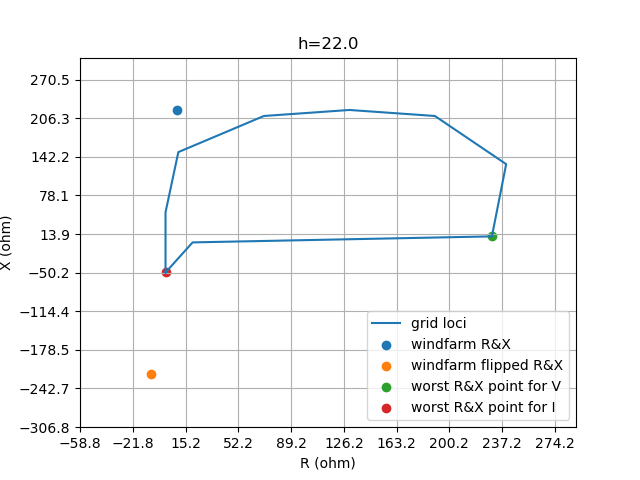 h=22.0
X (ohm)
270.5
206.3
142.2
78.1
13.9
−50.2
−114.4
−178.5
−242.7
−306.8
grid loci
windfarm R&X
windfarm flipped R&X
worst R&X point for V
worst R&X point for I
−58.8 −21.8 15.2 52.2 89.2 126.2 163.2 200.2 237.2 274.2
R (ohm)